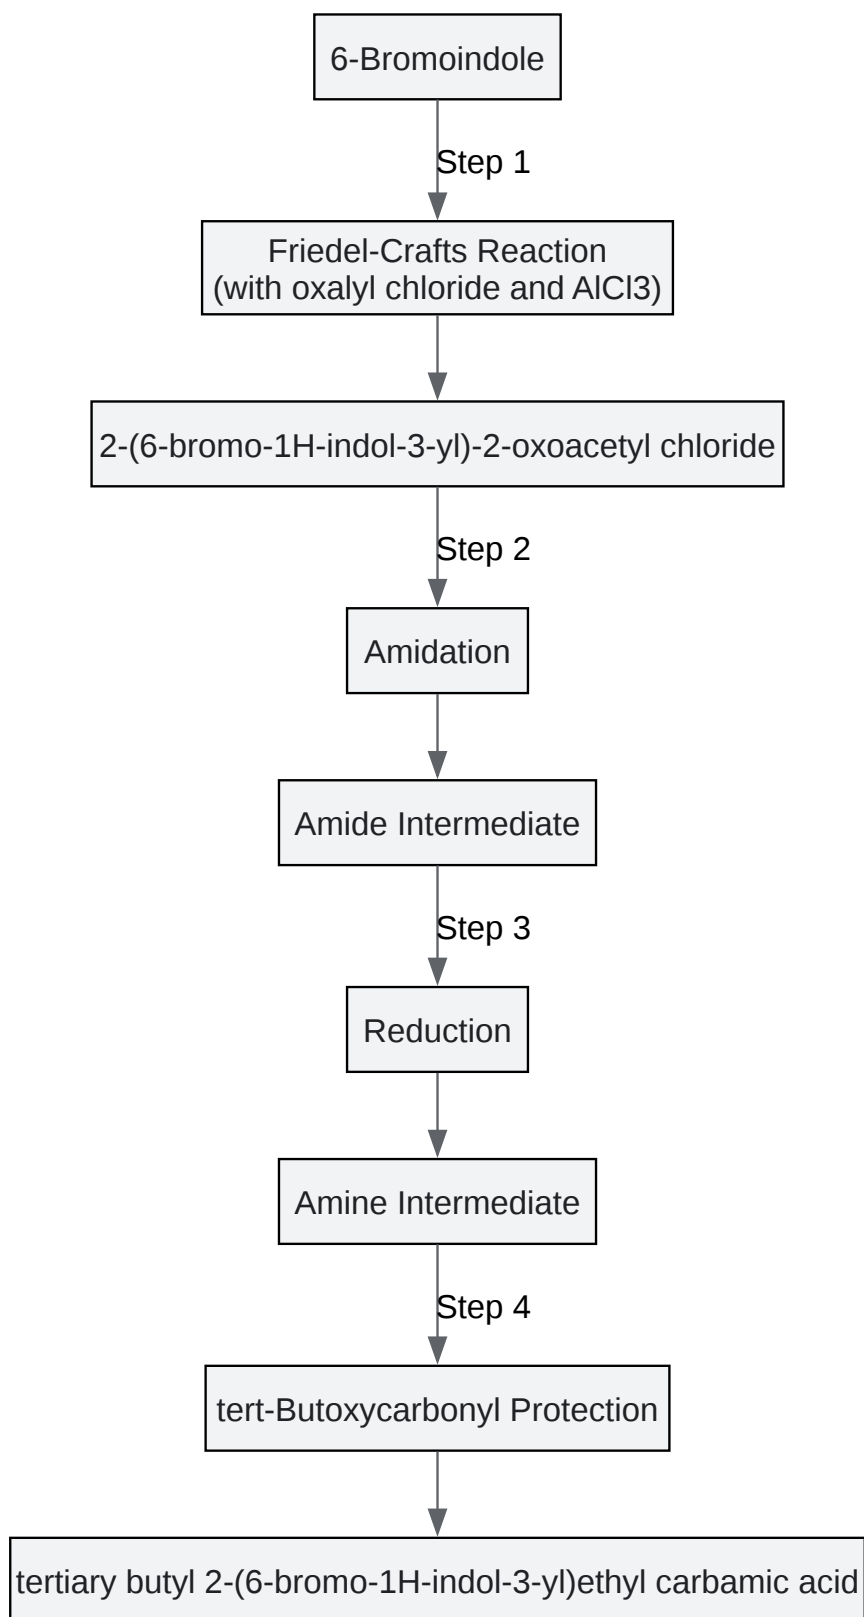 6-Bromoindole
Step 1
Friedel-Crafts Reaction
(with oxalyl chloride and AlCl3)
2-(6-bromo-1H-indol-3-yl)-2-oxoacetyl chloride
Step 2
Amidation
Amide Intermediate
Step 3
Reduction
Amine Intermediate
Step 4
tert-Butoxycarbonyl Protection
tertiary butyl 2-(6-bromo-1H-indol-3-yl)ethyl carbamic acid